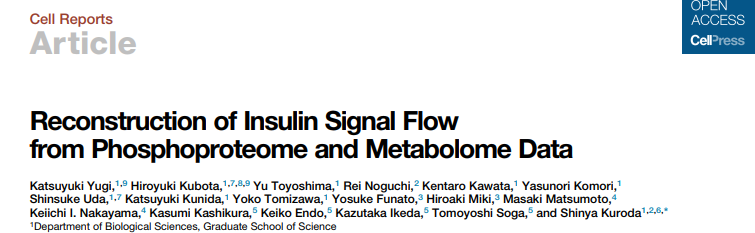 Cell Reports
Article
OPEN
ACCESS
CellPress
Reconstruction of Insulin Signal Flow
from Phosphoproteome and Metabolome Data
Katsuyuki Yugi,1,9 Hiroyuki Kubota,1,7,8,9 Yu Toyoshima,1 Rei Noguchi,2 Kentaro Kawata,1 Yasunori Komori,1
Shinsuke Uda,1,7 Katsuyuki Kunida,1 Yoko Tomizawa,1 Yosuke Funato,3 Hiroaki Miki,3 Masaki Matsumoto,4
Keiichi I. Nakayama,4 Kasumi Kashikura,5 Keiko Endo,5 Kazutaka Ikeda,5 Tomoyoshi Soga,5 and Shinya Kuroda1,2,6,*
1Department of Biological Sciences, Graduate School of Science